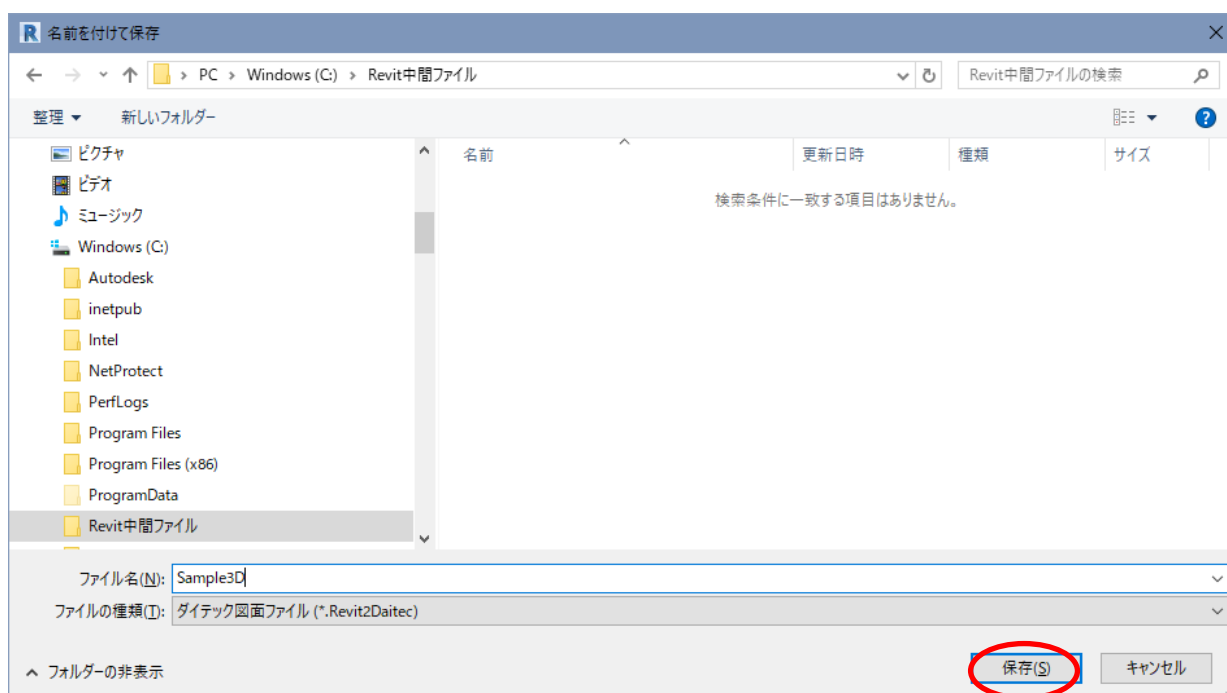 名前を付けて保存
PC › Windows (C:) › Revit中間ファイル
Revit中間ファイルの検索
整理
新しいフォルダー
ピクチャ
ビデオ
ミュージック
Windows (C:)
Autodesk
inetpub
Intel
NetProtect
PerfLogs
Program Files
Program Files (x86)
ProgramData
Revit中間ファイル
名前
更新日時
種類
サイズ
検索条件に一致する項目はありません。
ファイル名(N): Sample3D
ファイルの種類(T): ダイテック図面ファイル (*.Revit2Daitec)
フォルダーの非表示
保存(S)
キャンセル